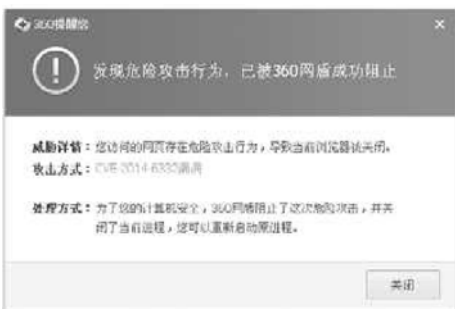 360提醒您
发现危险攻击行为，已被360网盾成功阻止
威胁详情：您访问的网页存在危险攻击行为，导致当前浏览器被关闭。
攻击方式：CVE-2014-6332漏洞
处理方式：为了您的计算机安全，360网盾阻止了这次危险攻击，并关
闭了当前进程，您可以重新启动原进程。
关闭